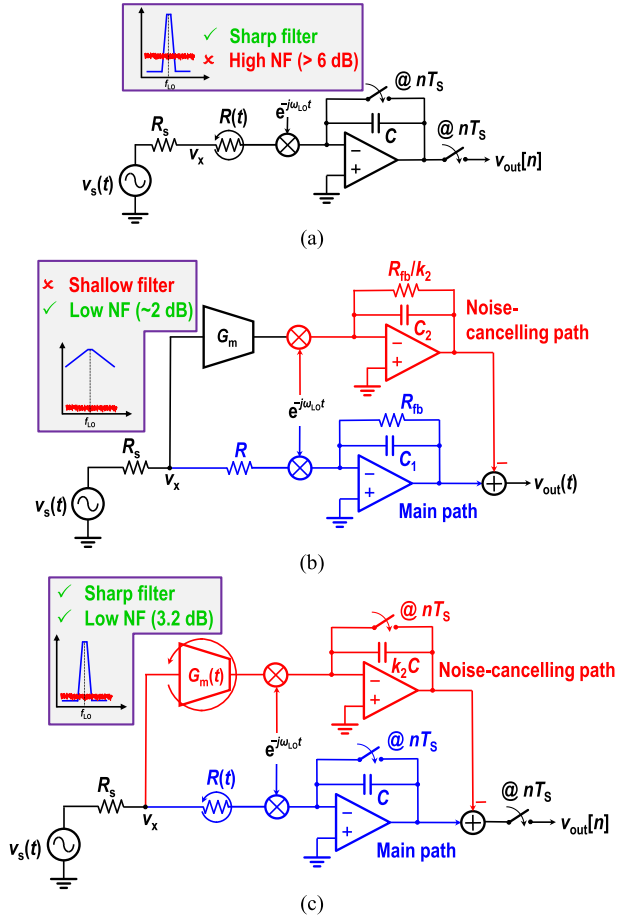 ✓ Sharp filter
✗ High NF (> 6 dB)
f_LO
@ nT_S
e^-jω_LO t
R_s
R(t)
C
@ nT_S
v_x
v_s(t)
v_out[n]
(a)
✗ Shallow filter
✓ Low NF (~2 dB)
f_LO
R_fb/k_2
G_m
C_2
Noise-
cancelling path
e^-jω_LO t
R_fb
R_s
R
C_1
v_x
v_s(t)
v_out(t)
Main path
(b)
✓ Sharp filter
✓ Low NF (3.2 dB)
f_LO
@ nT_S
G_m(t)
k_2C
Noise-cancelling path
e^-jω_LO t
@ nT_S
R_s
R(t)
C
@ nT_S
v_x
v_s(t)
v_out[n]
Main path
(c)